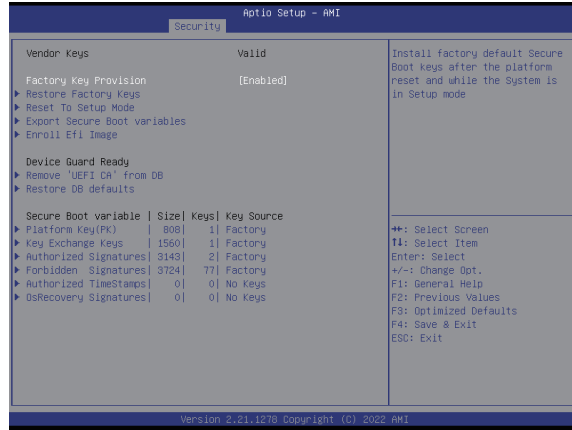 Aptio Setup - AMI
Security
Vendor Keys Valid
Factory Key Provision [Enabled]
Restore Factory Keys
Reset To Setup Mode
Export Secure Boot variables
Enroll Efi Image
Device Guard Ready
Remove 'UEFI CA' from DB
Restore DB defaults
Secure Boot variable | Size| Keys| Key Source
Platform Key(PK) | 808| 1| Factory
Key Exchange Keys | 1560| 1| Factory
Authorized Signatures| 3143| 2| Factory
Forbidden Signatures| 3724| 77| Factory
Authorized TimeStamps| 0| 0| No Keys
OsRecovery Signatures| 0| 0| No Keys
Install factory default Secure
Boot keys after the platform
reset and while the System is
in Setup mode
→←: Select Screen
↑↓: Select Item
Enter: Select
+/-: Change Opt.
F1: General Help
F2: Previous Values
F3: Optimized Defaults
F4: Save & Exit
ESC: Exit
Version 2.21.1278 Copyright (C) 2022 AMI